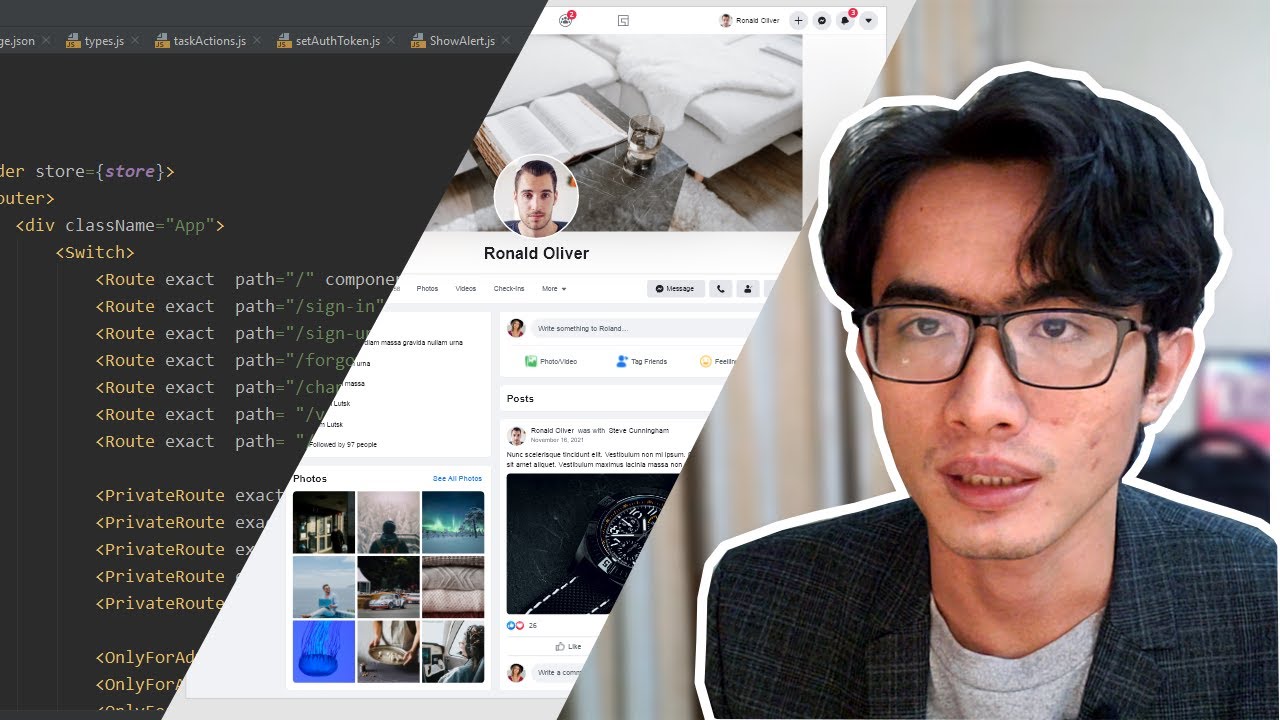 ge.json
types.js
taskActions.js
setAuthToken.js
ShowAlert.js
der store={store}>
outer>
<div className="App">
<Switch>
<Route exact path="/" compone
<Route exact path="/sign-in"
<Route exact path="/sign-u
<Route exact path="/forgo
<Route exact path="/cha
<Route exact path= "/v
<Route exact path= "
<PrivateRoute exact
<PrivateRoute exa
<PrivateRoute ex
<PrivateRoute
<PrivateRoute
<OnlyForAd
<OnlyForA
<OnlyFor
2
Ronald Oliver
3
Ronald Oliver
Photos
Videos
Check-Ins
More
Message
diam massa gravida nullam urna
urna
massa
Lutsk
Lutsk
Followed by 97 people
Photos
See All Photos
Write something to Roland...
Photo/Video
Tag Friends
Posts
Ronald Oliver was with Steve Cunningham
November 16, 2021
Nunc scelerisque tincidunt elit. Vestibulum non mi ipsum.
sit amet aliquet. Vestibulum maximus lacinia massa non
26
Like
Write a comm